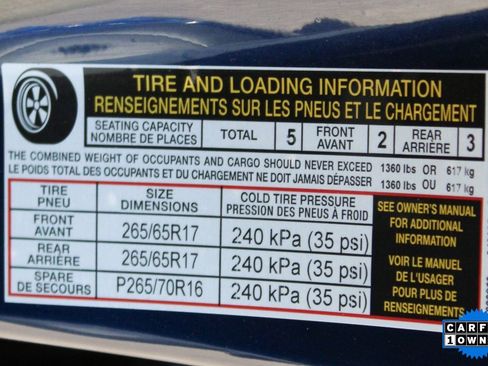 TIRE AND LOADING INFORMATION
RENSEIGNEMENTS SUR LES PNEUS ET LE CHARGEMENT
SEATING CAPACITY
NOMBRE DE PLACES
TOTAL 5
FRONT
AVANT
2
REAR
ARRIÈRE
3
THE COMBINED WEIGHT OF OCCUPANTS AND CARGO SHOULD NEVER EXCEED 1360 lbs OR 617 kg
LE POIDS TOTAL DES OCCUPANTS ET DU CHARGEMENT NE DOIT JAMAIS DÉPASSER 1360 lbs OU 617 kg
TIRE
PNEU
SIZE
DIMENSIONS
COLD TIRE PRESSURE
PRESSION DES PNEUS À FROID
FRONT
AVANT
265/65R17 240 kPa (35 psi)
REAR
ARRIÈRE
265/65R17 240 kPa (35 psi)
SPARE
DE SECOURS
P265/70R16 240 kPa (35 psi)
SEE OWNER'S MANUAL
FOR ADDITIONAL
INFORMATION
VOIR LE MANUEL
DE L'USAGER
POUR PLUS DE
RENSEIGNEMENTS
CARF
1 OWN